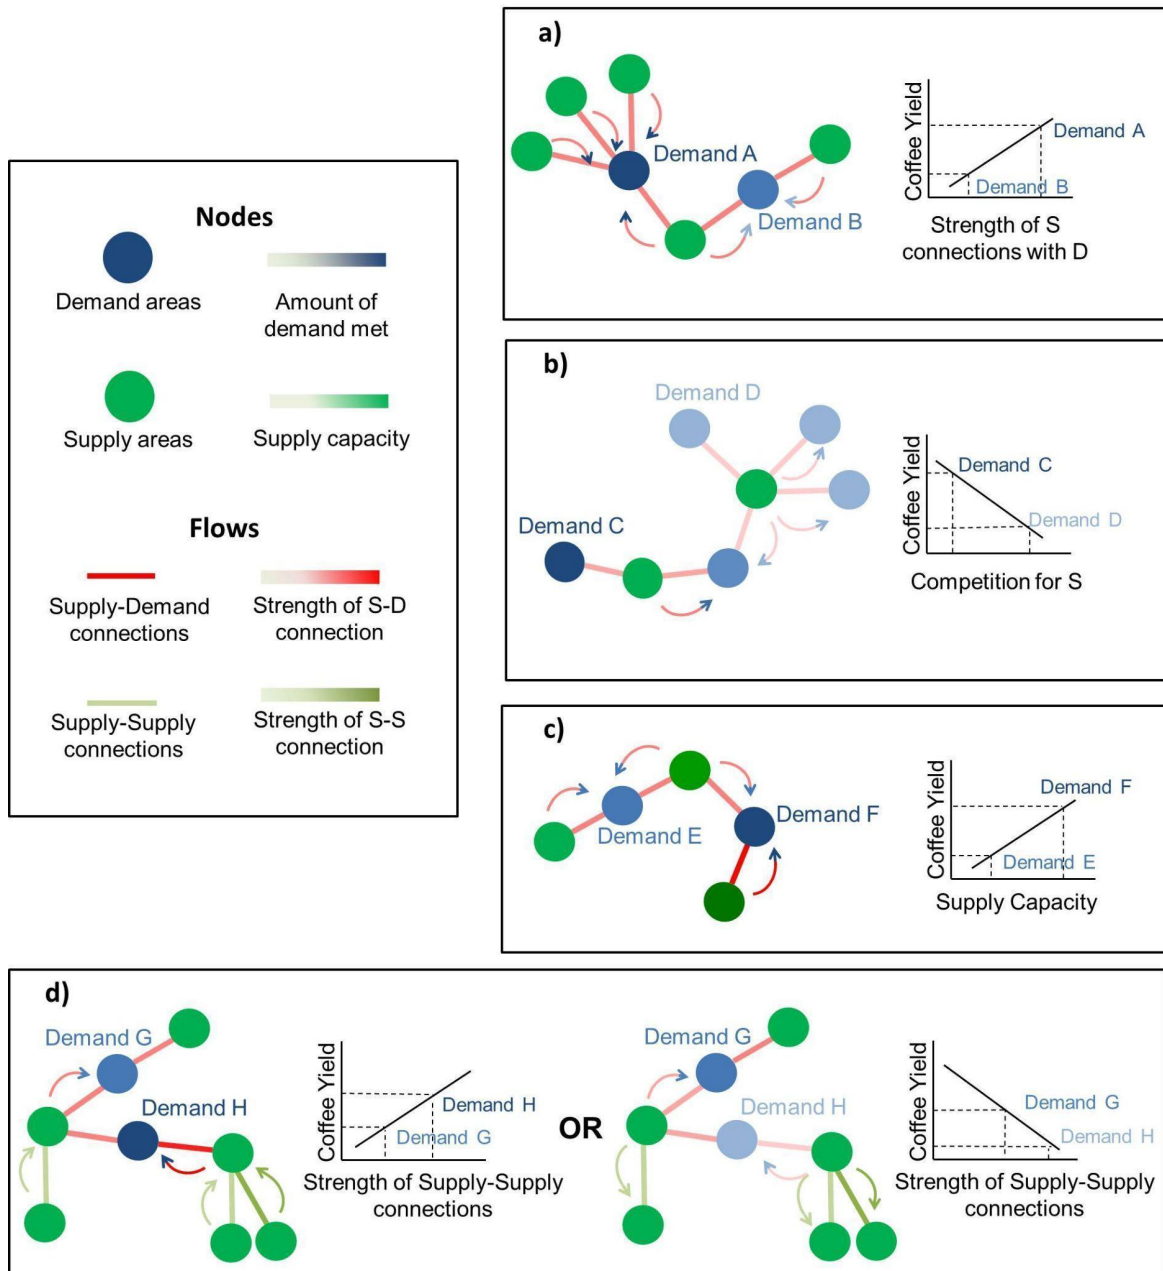 Nodes
Demand areas
Amount of
demand met
Supply areas
Supply capacity
Flows
Supply-Demand
connections
Strength of S-D
connection
Supply-Supply
connections
Strength of S-S
connection
a)
Demand A
Demand B
Coffee Yield
Demand A
Demand B
Strength of S
connections with D
b)
Demand D
Demand C
Coffee Yield
Demand C
Demand D
Competition for S
c)
Demand E
Demand F
Coffee Yield
Demand F
Demand E
Supply Capacity
d)
Demand G
Demand H
Coffee Yield
Demand H
Demand G
Strength of Supply-Supply
connections
OR
Demand G
Demand H
Coffee Yield
Demand G
Demand H
Strength of Supply-Supply
connections